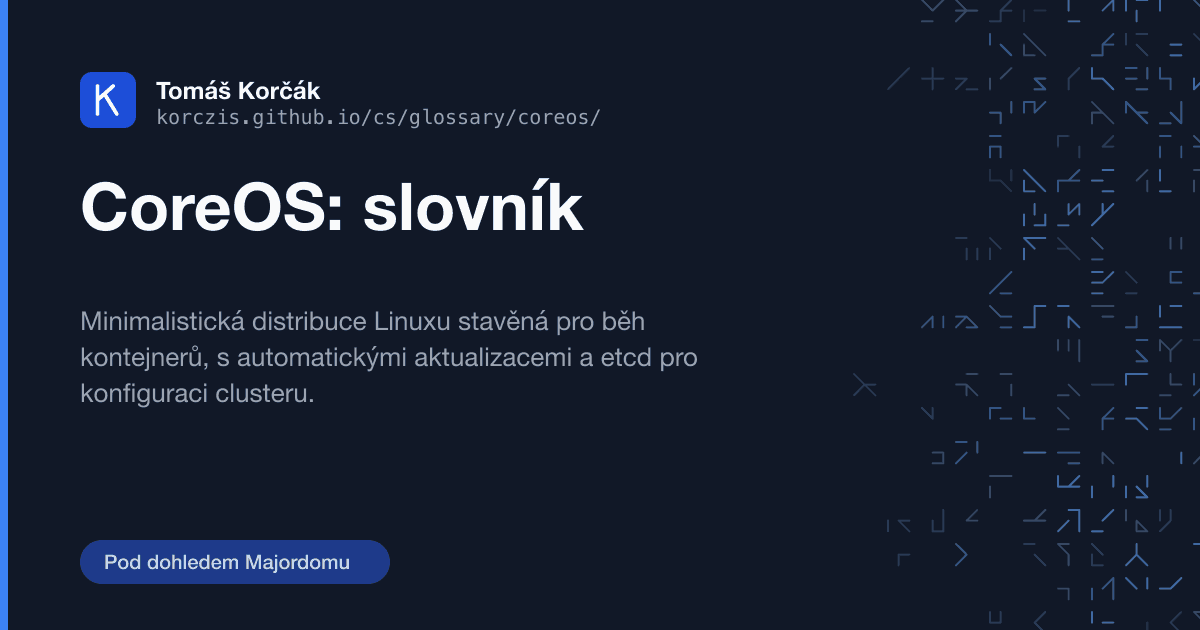 K
Tomáš Korčák
korczis.github.io/cs/glossary/coreos/
CoreOS: slovník
Minimalistická distribuce Linuxu stavěná pro běh
kontejnerů, s automatickými aktualizacemi a etcd pro
konfiguraci clusteru.
Pod dohledem Majordomu